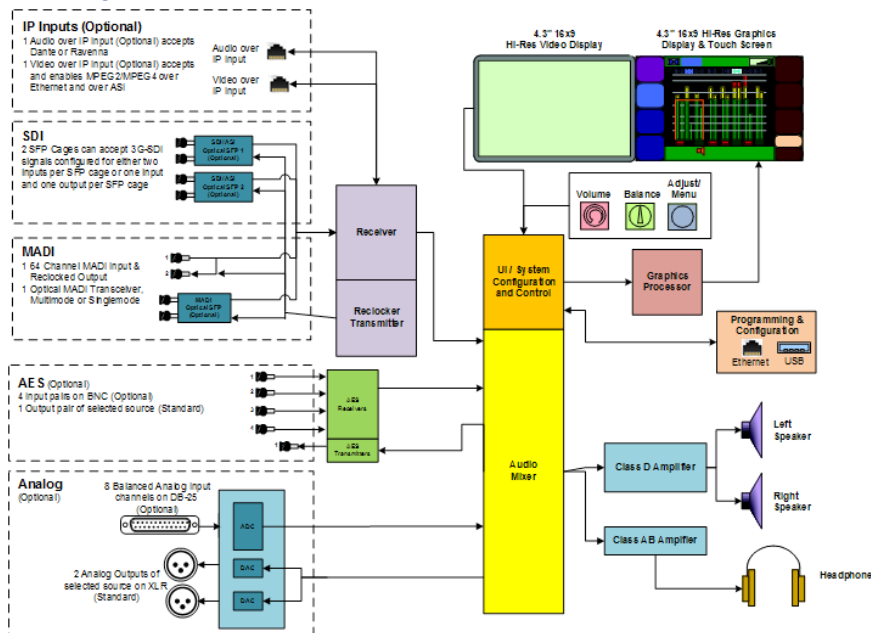 IP Inputs (Optional)
1 Audio over IP Input (Optional) accepts
Dante or Ravenna
1 Video over IP Input (Optional) accepts
and enables MPEG2/MPEG4 over
Ethernet and over ASI
Audio over
IP Input
Video over
IP Input
SDI
2 SFP Cages can accept 3G-SDI
signals configured for either two
inputs per SFP cage or one input
and one output per SFP cage
SDI/ASI
Optical SFP 1
(Optional)
SDI/ASI
Optical SFP 2
(Optional)
MADI
1 64 Channel MADI Input &
Reclocked Output
1 Optical MADI Transceiver,
Multimode or Singlemode
1
2
MADI
Optical SFP
(Optional)
Receiver
Reclocker
Transmitter
AES (Optional)
4 Input pairs on BNC (Optional)
1 Output pair of selected source (Standard)
1
2
3
4
1
AES
Receivers
AES
Transmitters
Analog
(Optional)
8 Balanced Analog Input
channels on DB-25
(Optional)
ADC
DAC
DAC
2 Analog Outputs of
selected source on XLR
(Standard)
4.3" 16x9
Hi-Res Video Display
4.3" 16x9 Hi-Res Graphics
Display & Touch Screen
Volume
Balance
Adjust/
Menu
UI / System
Configuration
and Control
Graphics
Processor
Programming &
Configuration
Ethernet
USB
Audio
Mixer
Class D Amplifier
Class AB Amplifier
Left
Speaker
Right
Speaker
Headphone